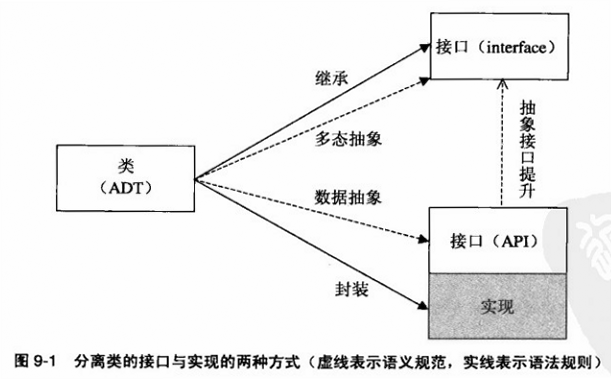 接口（interface）
继承
多态抽象
抽象接口提升
类
（ADT）
数据抽象
接口（API）
封装
实现
图 9-1 分离类的接口与实现的两种方式（虚线表示语义规范，实线表示语法规则）